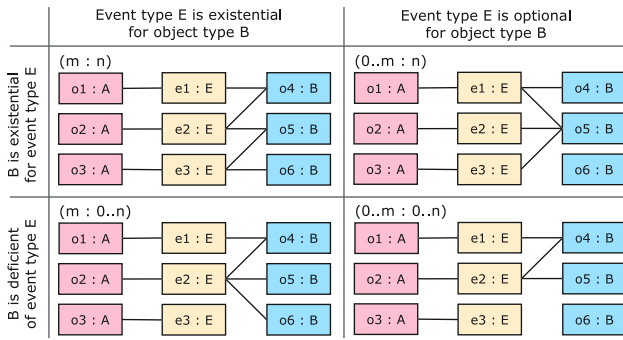 Event type E is existential
for object type B
Event type E is optional
for object type B
B is existential
for event type E
(m : n)
o1 : A e1 : E o4 : B
o2 : A e2 : E o5 : B
o3 : A e3 : E o6 : B
(0..m : n)
o1 : A e1 : E o4 : B
o2 : A e2 : E o5 : B
o3 : A e3 : E o6 : B
B is deficient
of event type E
(m : 0..n)
o1 : A e1 : E o4 : B
o2 : A e2 : E o5 : B
o3 : A e3 : E o6 : B
(0..m : 0..n)
o1 : A e1 : E o4 : B
o2 : A e2 : E o5 : B
o3 : A e3 : E o6 : B